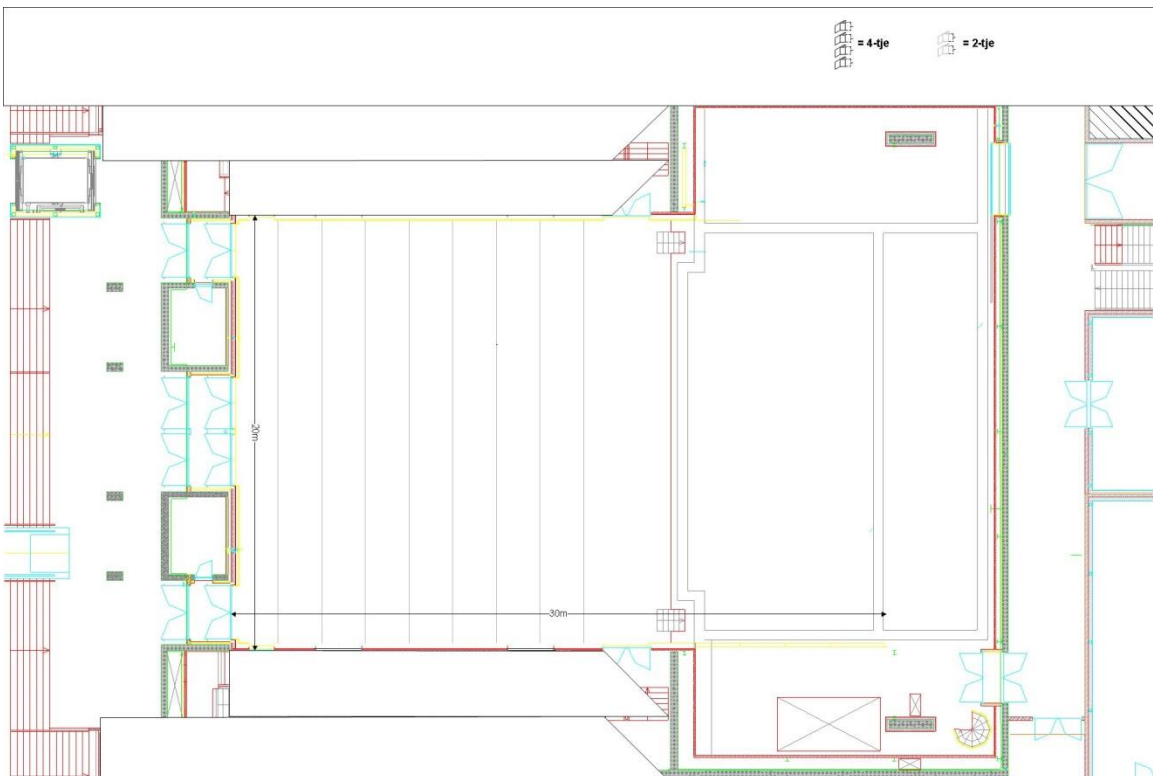 = 4-tje
= 2-tje
20m
30m